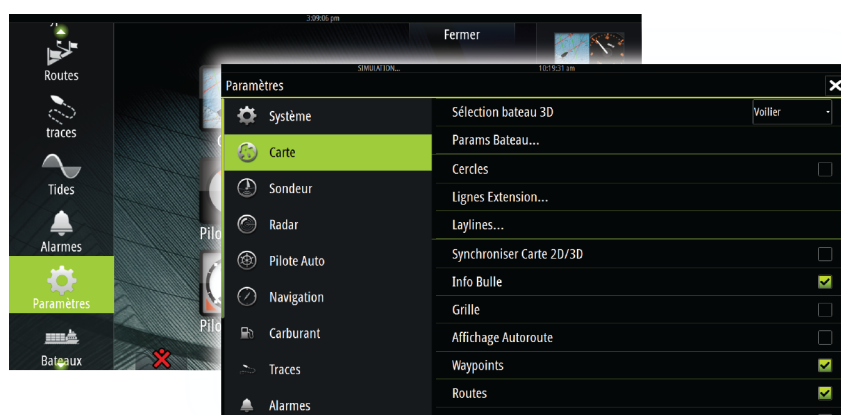 3:09:06 pm
Fermer
Routes
traces
Tides
Alarmes
Paramètres
Bateaux
SIMULATION...
10:19:31 am
Paramètres
Système
Carte
Sondeur
Radar
Pilote Auto
Navigation
Carburant
Traces
Alarmes
Sélection bateau 3D
Voilier
Params Bateau...
Cercles
Lignes Extension...
Laylines...
Synchroniser Carte 2D/3D
Info Bulle
Grille
Affichage Autoroute
Waypoints
Routes